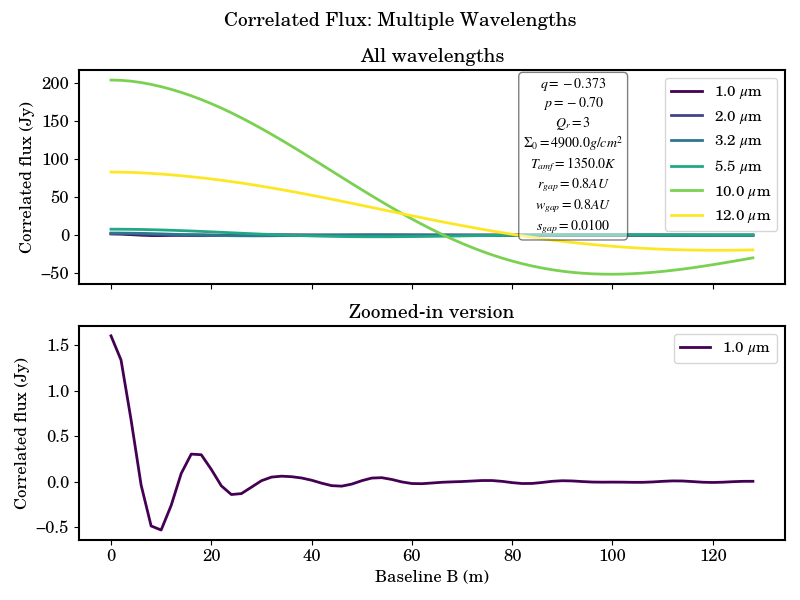 Correlated Flux: Multiple Wavelengths
All wavelengths
Correlated flux (Jy)
200
150
100
50
0
−50
q = −0.373
p = −0.70
Q_r = 3
Σ_0 = 4900.0g/cm^2
T_amf = 1350.0K
r_gap = 0.8AU
w_gap = 0.8AU
s_gap = 0.0100
1.0 μm
2.0 μm
3.2 μm
5.5 μm
10.0 μm
12.0 μm
Zoomed-in version
Correlated flux (Jy)
1.5
1.0
0.5
0.0
−0.5
1.0 μm
0 20 40 60 80 100 120
Baseline B (m)